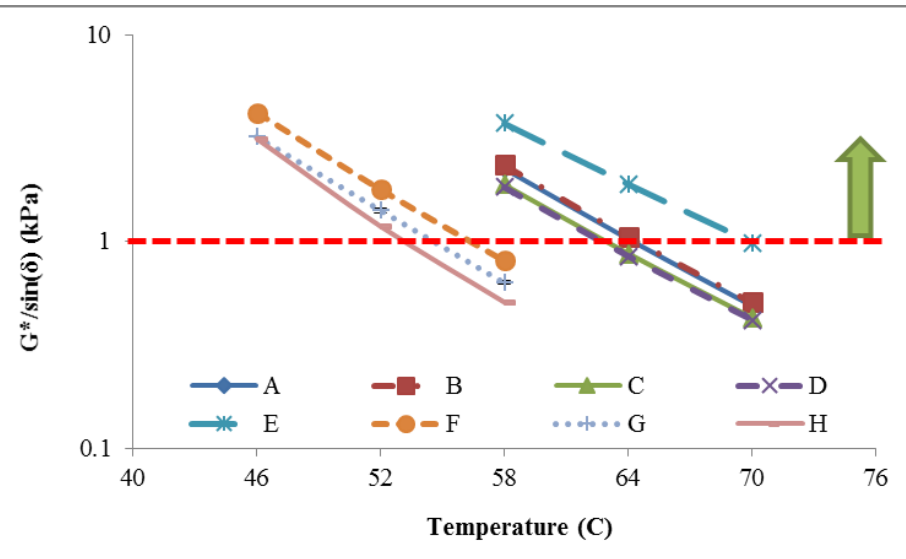 10
1
0.1
G*/sin(δ) (kPa)
A B C D
E F G H
40 46 52 58 64 70 76
Temperature (C)